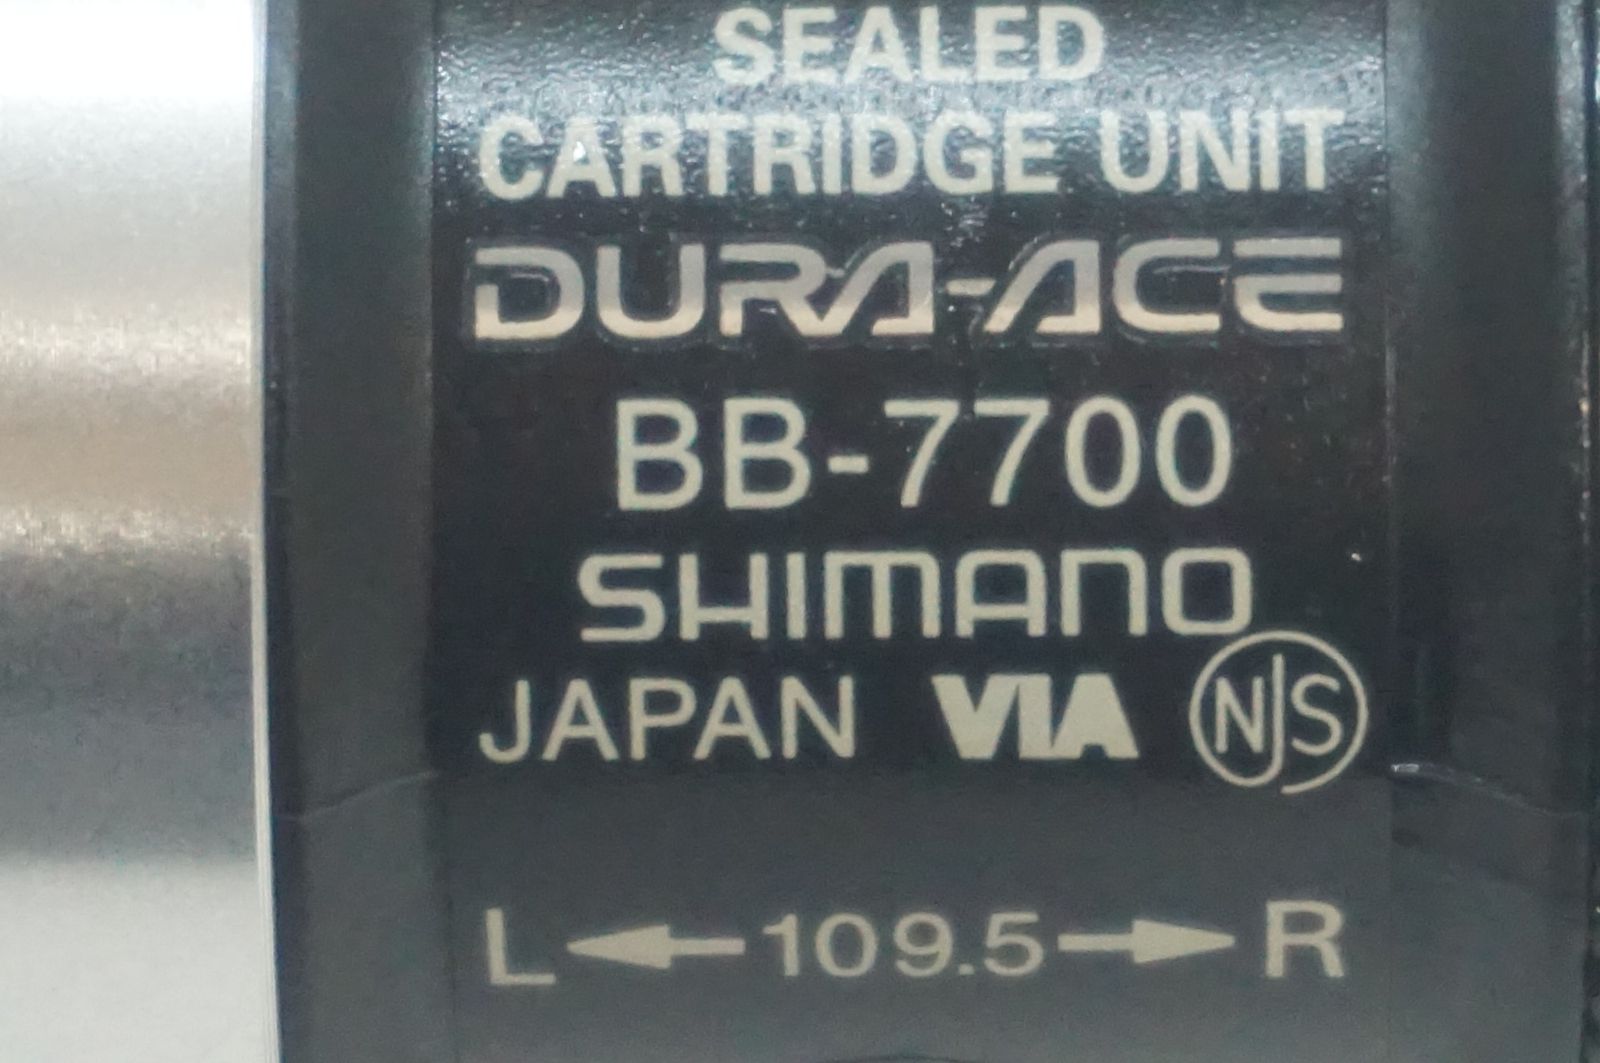 SEALED
CARTRIDGE UNIT
DURA-ACE
BB-7700
SHIMANO
JAPAN VIA NJS
L 109.5 R